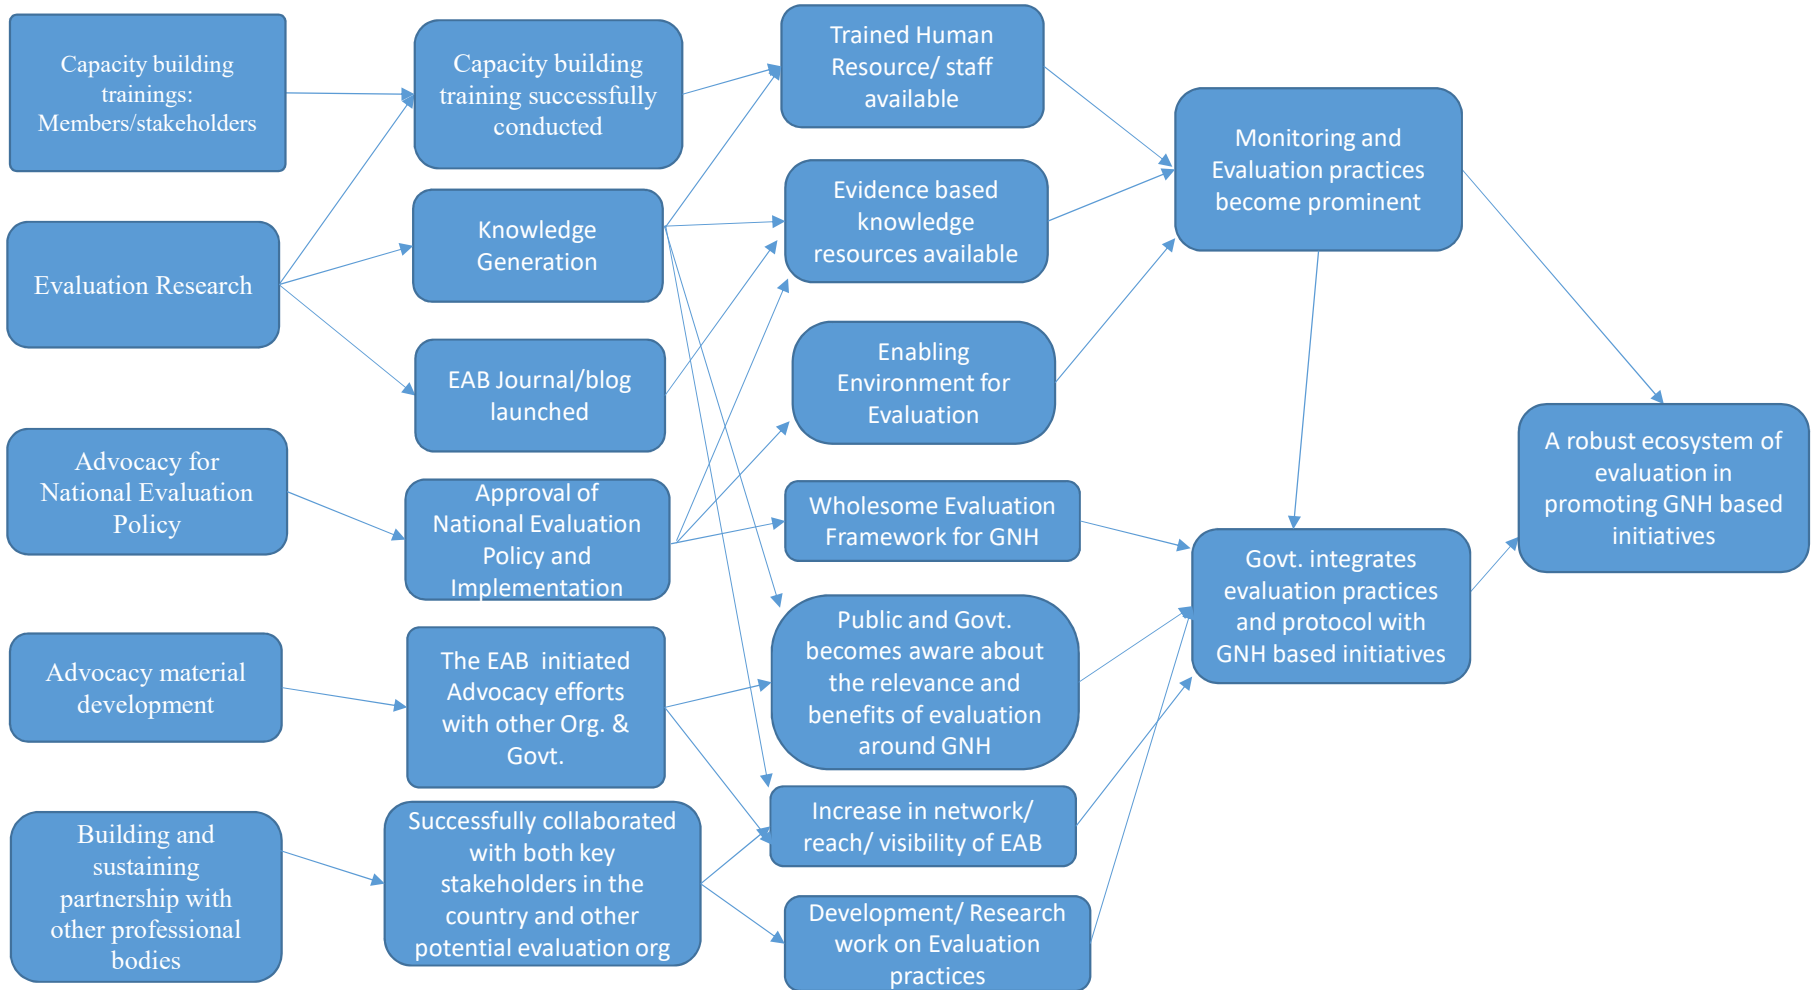 Capacity building
trainings:
Members/stakeholders
Evaluation Research
Advocacy for
National Evaluation
Policy
Advocacy material
development
Building and
sustaining
partnership with
other professional
bodies
Capacity building
training successfully
conducted
Knowledge
Generation
EAB Journal/blog
launched
Approval of
National Evaluation
Policy and
Implementation
The EAB  initiated
Advocacy efforts
with other Org. &
Govt.
Successfully collaborated
with both key
stakeholders in the
country and other
potential evaluation org
Trained Human
Resource/ staff
available
Evidence based
knowledge
resources available
Enabling
Environment for
Evaluation
Wholesome Evaluation
Framework for GNH
Public and Govt.
becomes aware about
the relevance and
benefits of evaluation
around GNH
Increase in network/
reach/ visibility of EAB
Development/ Research
work on Evaluation
practices
Monitoring and
Evaluation practices
become prominent
Govt. integrates
evaluation practices
and protocol with
GNH based initiatives
A robust ecosystem of
evaluation in
promoting GNH based
initiatives